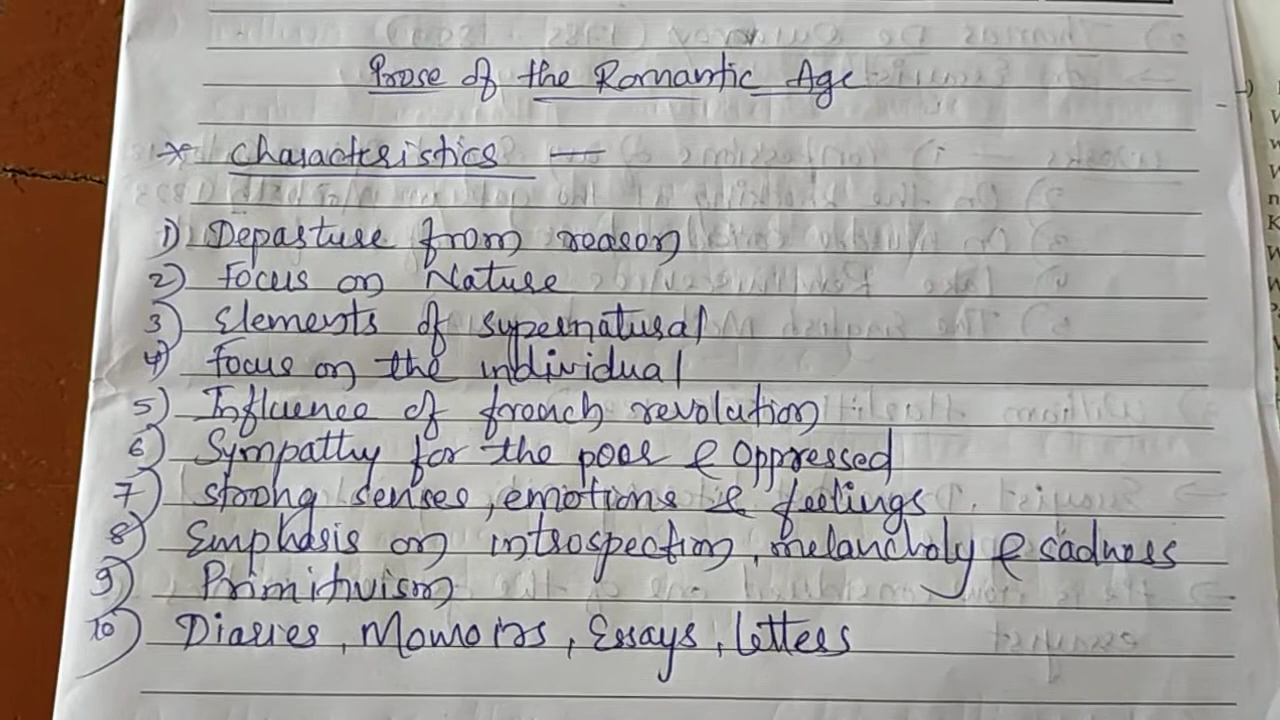 Prose of the Romantic Age
* Characteristics —
1) Departure from reason
2) Focus on Nature
3) Elements of supernatural
4) Focus on the individual
5) Influence of french revolution
6) Sympathy for the poor & Oppressed
7) strong senses, emotions & feelings
8) Emphasis on introspection, melancholy & sadness
9) Primitivism
10) Diaries, Momoirs, Essays, letters